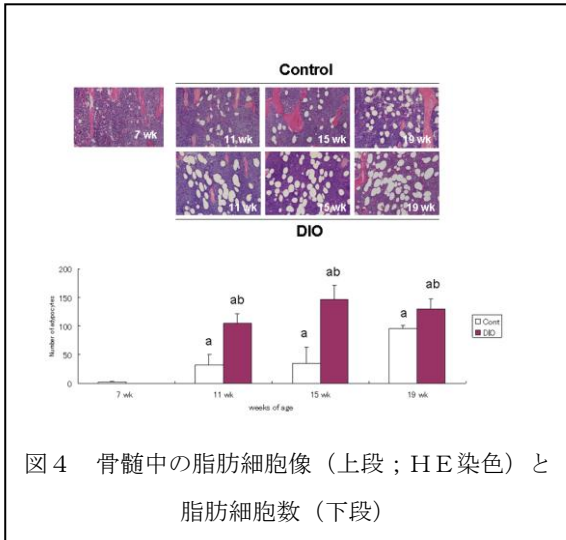 Control
7 wk
11 wk
15 wk
19 wk
11 wk
15 wk
19 wk
DIO
200
150
100
50
0
Number of adipocytes
a
ab
a
ab
a
ab
Cont
DIO
7 wk
11 wk
15 wk
19 wk
weeks of age
図4 骨髄中の脂肪細胞像（上段；HE染色）と
脂肪細胞数（下段）